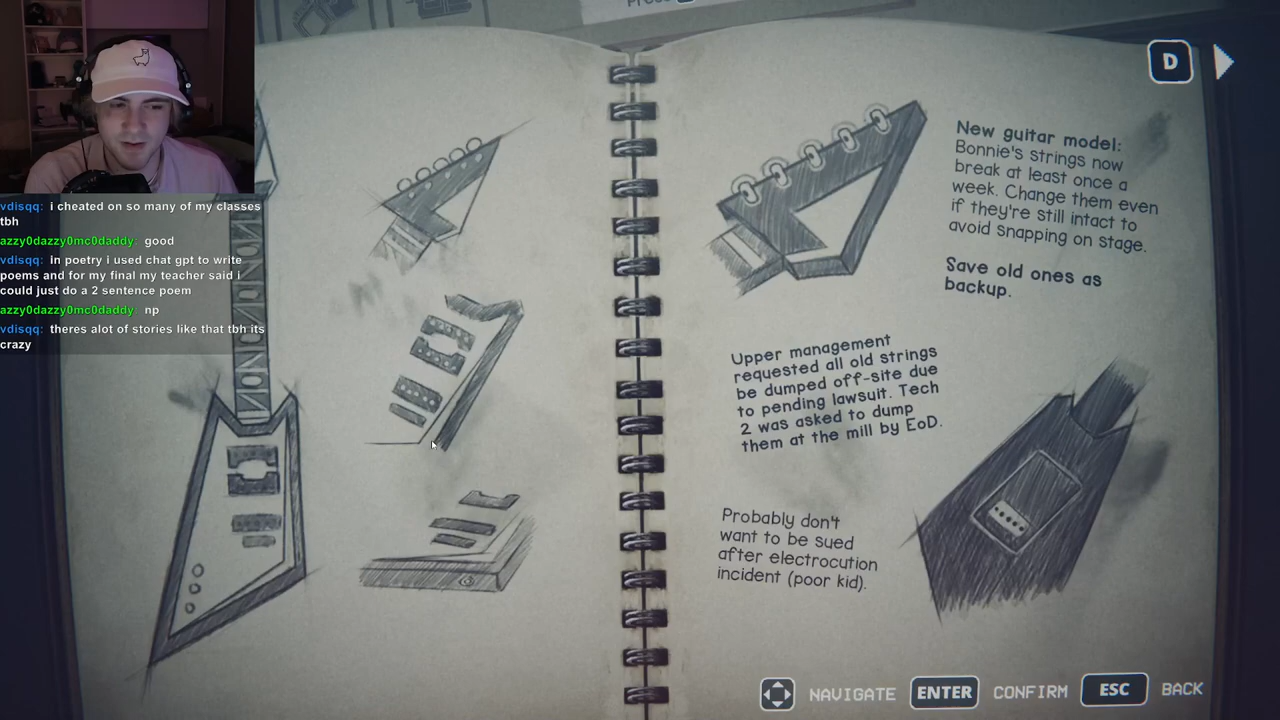 Press
D
vdisqq: i cheated on so many of my classes
tbh
azzy0dazzy0mc0daddy: good
vdisqq: in poetry i used chat gpt to write
poems and for my final my teacher said i
could just do a 2 sentence poem
azzy0dazzy0mc0daddy: np
vdisqq: theres alot of stories like that tbh its
crazy
New guitar model:
Bonnie's strings now
break at least once a
week. Change them even
if they're still intact to
avoid snapping on stage.
Save old ones as
backup.
Upper management
requested all old strings
be dumped off-site due
to pending lawsuit. Tech
2 was asked to dump
them at the mill by EoD.
Probably don't
want to be sued
after electrocution
incident (poor kid).
NAVIGATE ENTER CONFIRM ESC BACK